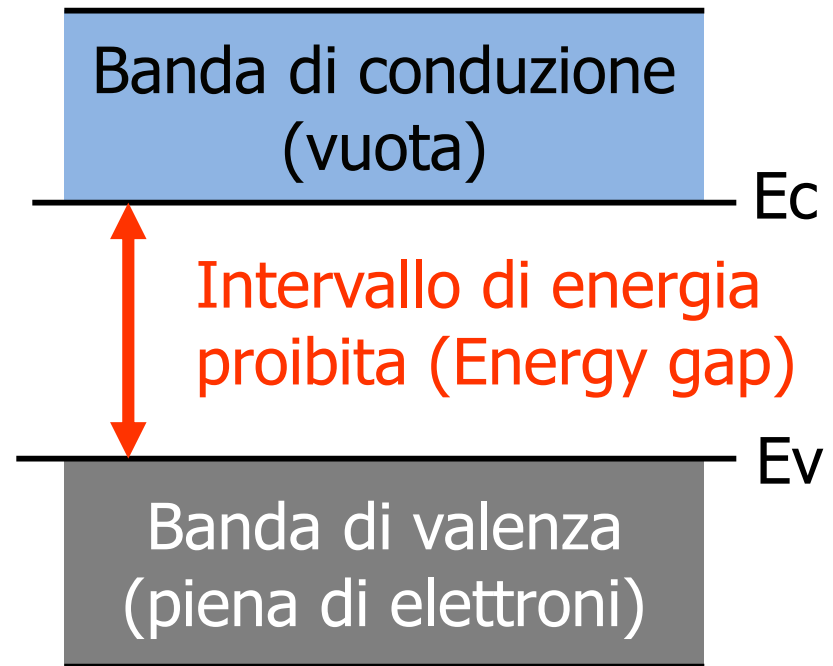 Banda di conduzione
(vuota)
Ec
Intervallo di energia
proibita (Energy gap)
Ev
Banda di valenza
(piena di elettroni)